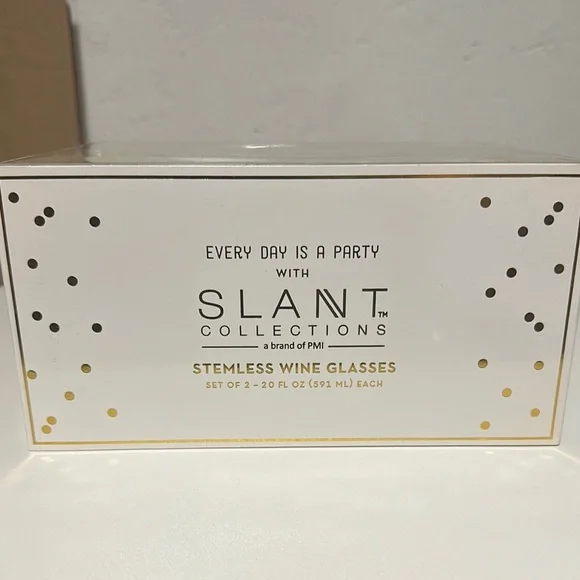 EVERY DAY IS A PARTY
WITH
SLANT™
COLLECTIONS
a brand of PMI
STEMLESS WINE GLASSES
SET OF 2 – 20 FL OZ (591 ML) EACH